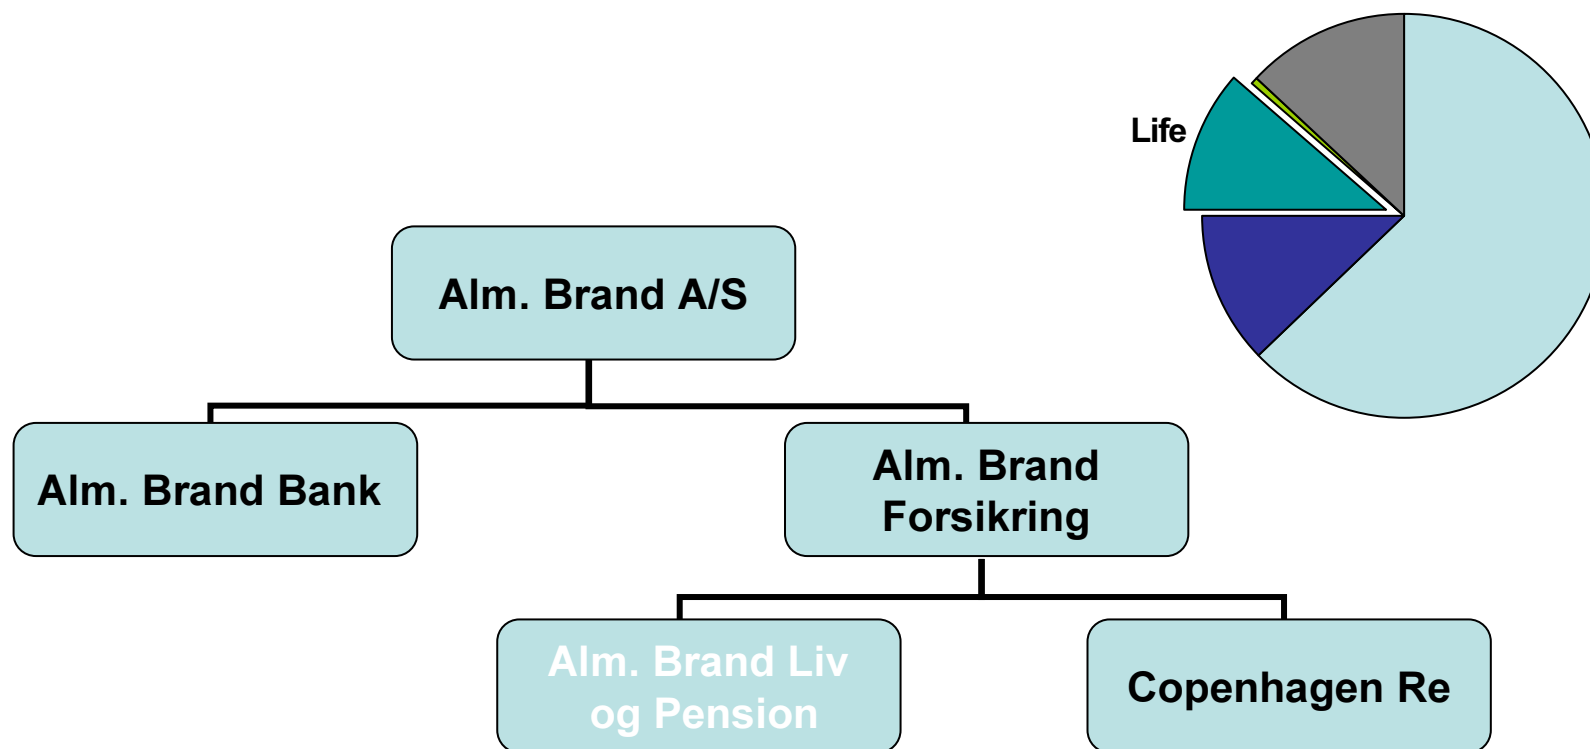 Life
Alm. Brand A/S
Alm. Brand Bank
Alm. Brand
Forsikring
Alm. Brand Liv
og Pension
Copenhagen Re